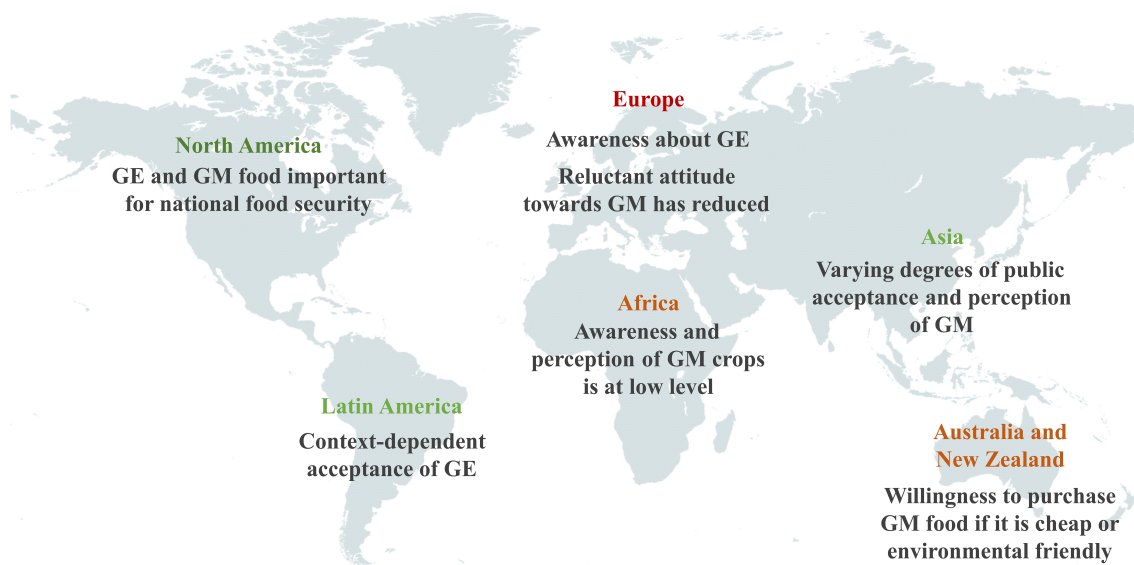 North America
GE and GM food important
for national food security
Europe
Awareness about GE
Reluctant attitude
towards GM has reduced
Asia
Varying degrees of public
acceptance and perception
of GM
Africa
Awareness and
perception of GM crops
is at low level
Latin America
Context-dependent
acceptance of GE
Australia and
New Zealand
Willingness to purchase
GM food if it is cheap or
environmental friendly